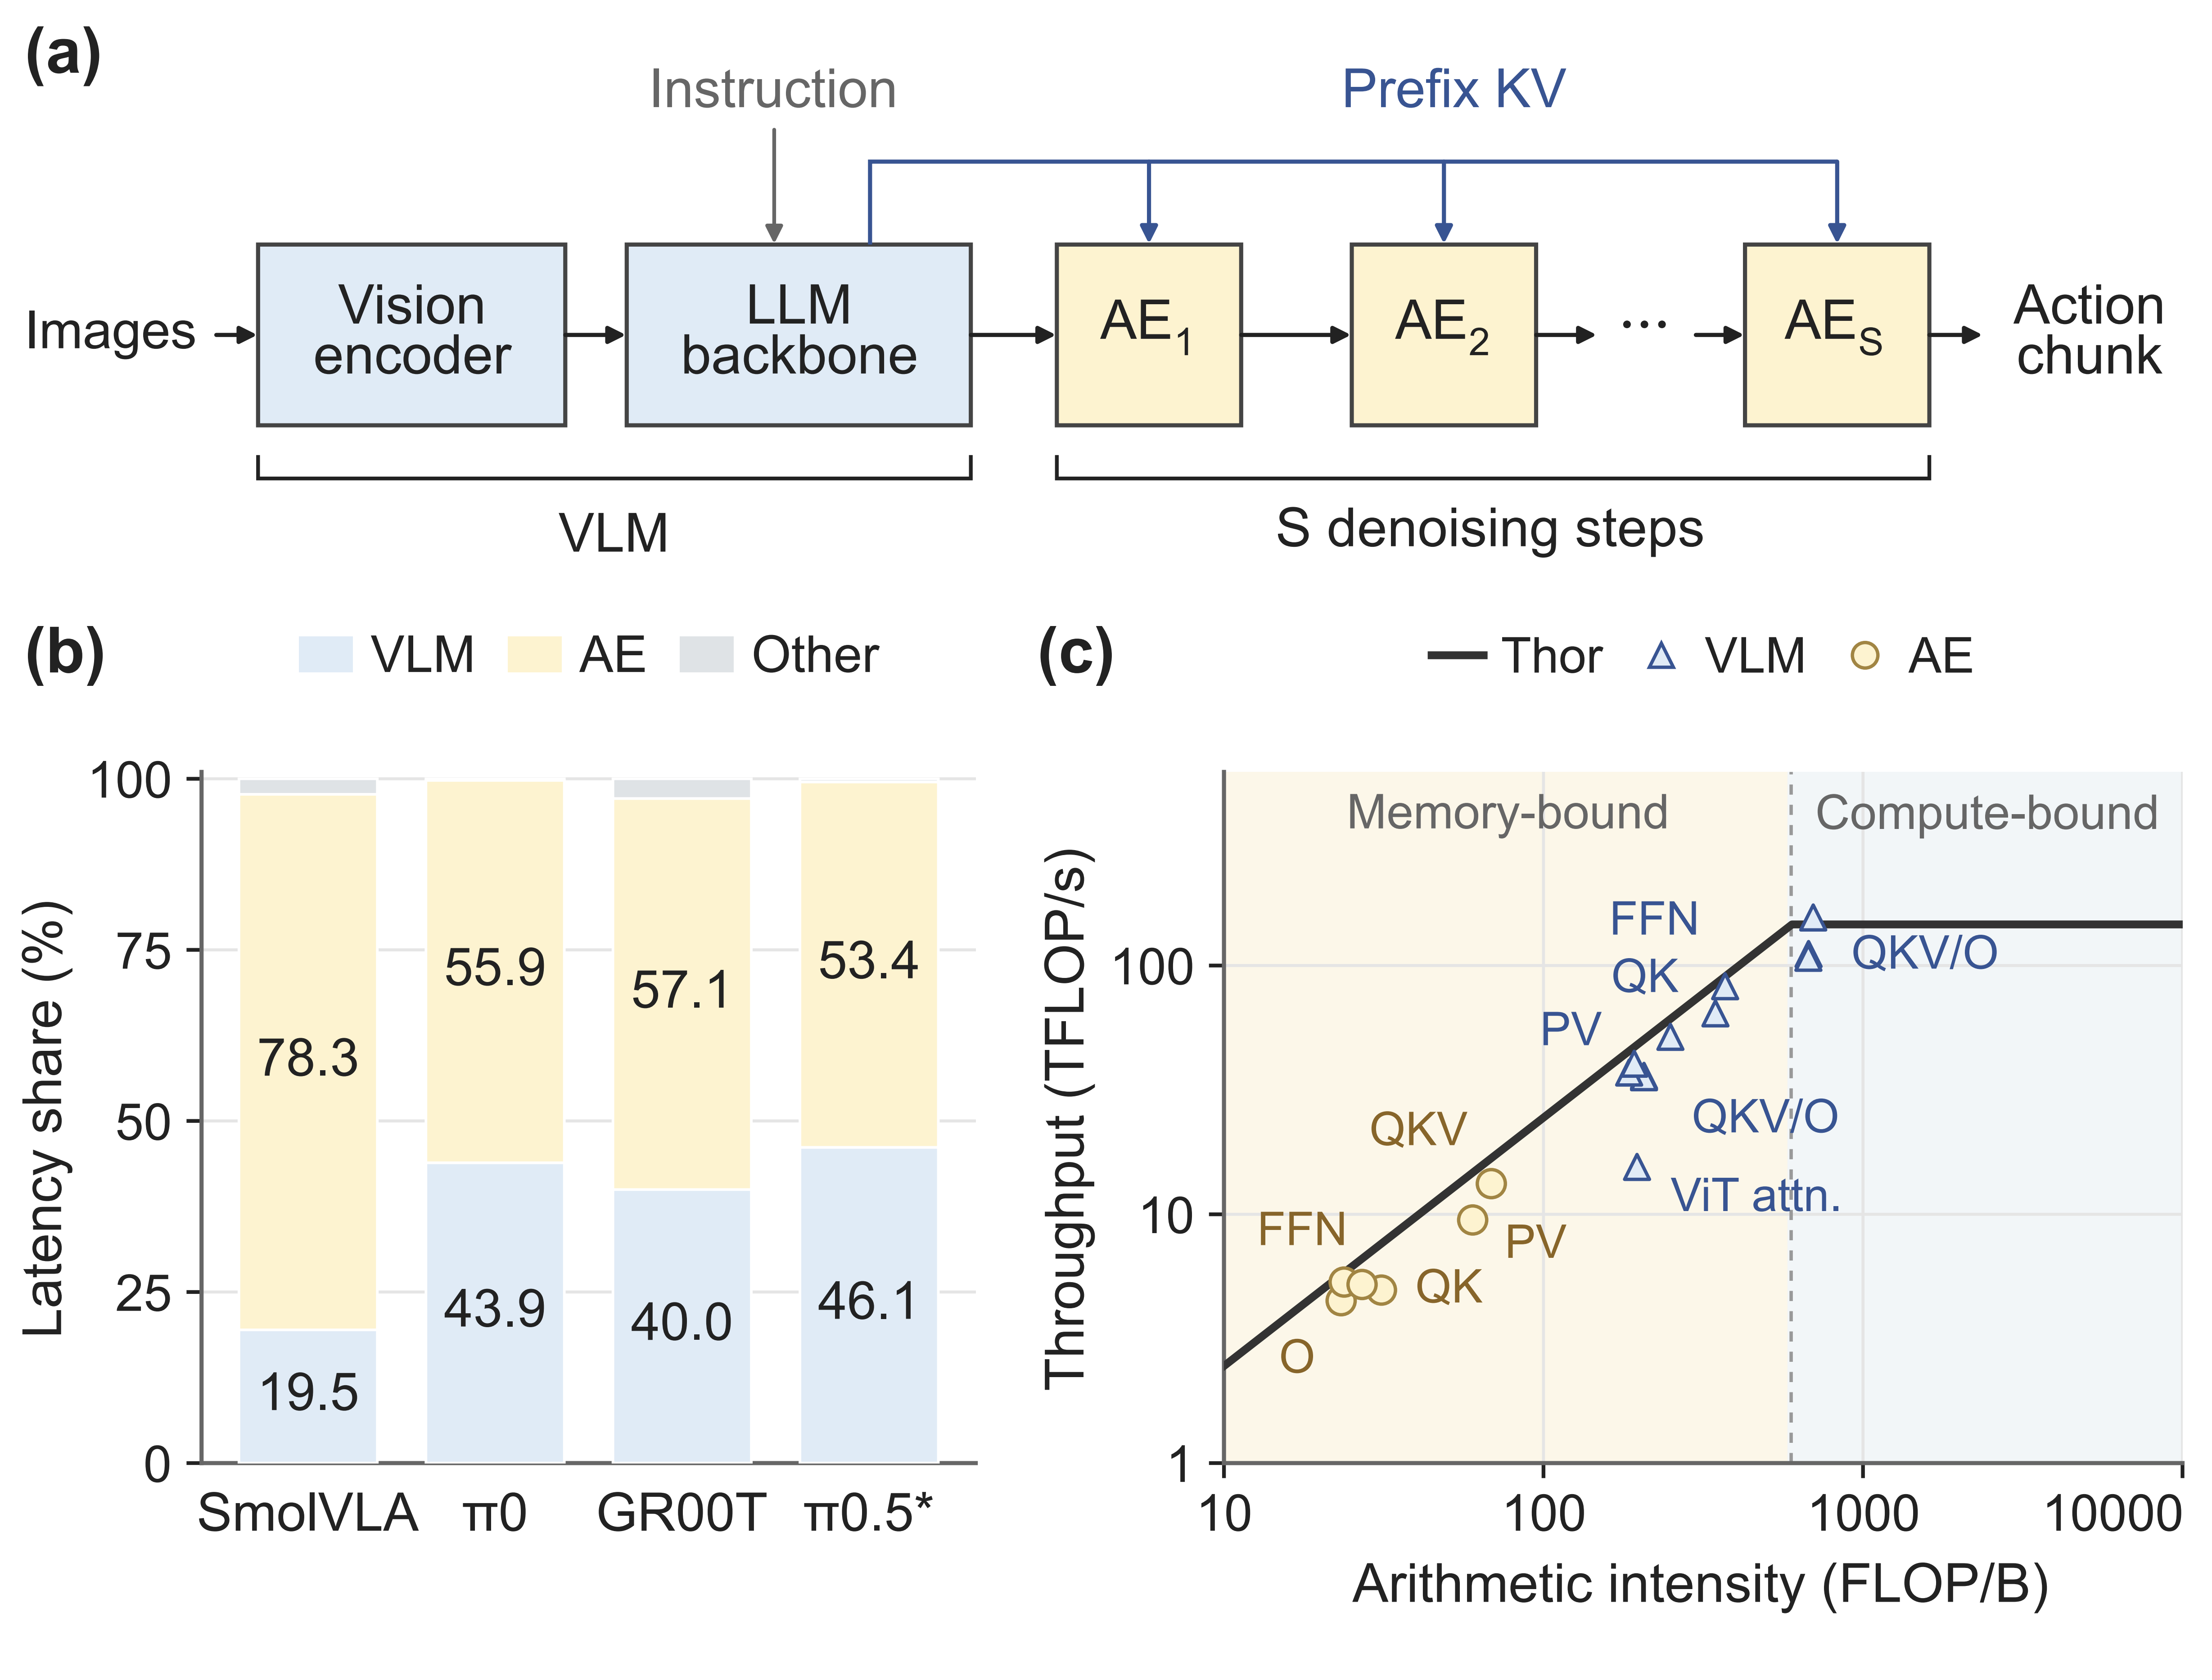 (a)
Instruction
Prefix KV
Images
Vision
encoder
LLM
backbone
AE1
AE2
...
AES
Action
chunk
VLM
S denoising steps
(b)
VLM
AE
Other
Latency share (%)
100
75
50
25
0
78.3
19.5
55.9
43.9
57.1
40.0
53.4
46.1
SmolVLA
π0
GR00T
π0.5*
(c)
Thor
VLM
AE
Throughput (TFLOP/s)
Memory-bound
Compute-bound
100
10
1
FFN
QK
PV
QKV/O
QKV/O
ViT attn.
QKV
FFN
PV
QK
O
10
100
1000
10000
Arithmetic intensity (FLOP/B)